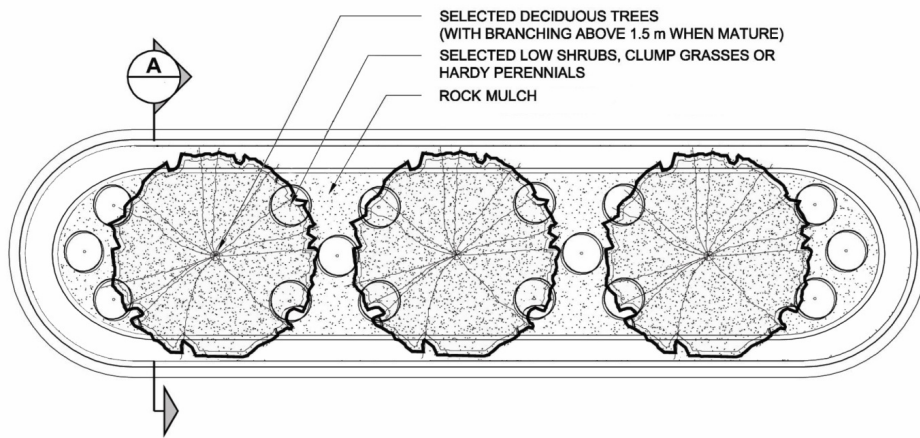 SELECTED DECIDUOUS TREES
(WITH BRANCHING ABOVE 1.5 m WHEN MATURE)
SELECTED LOW SHRUBS, CLUMP GRASSES OR
HARDY PERENNIALS
ROCK MULCH
A